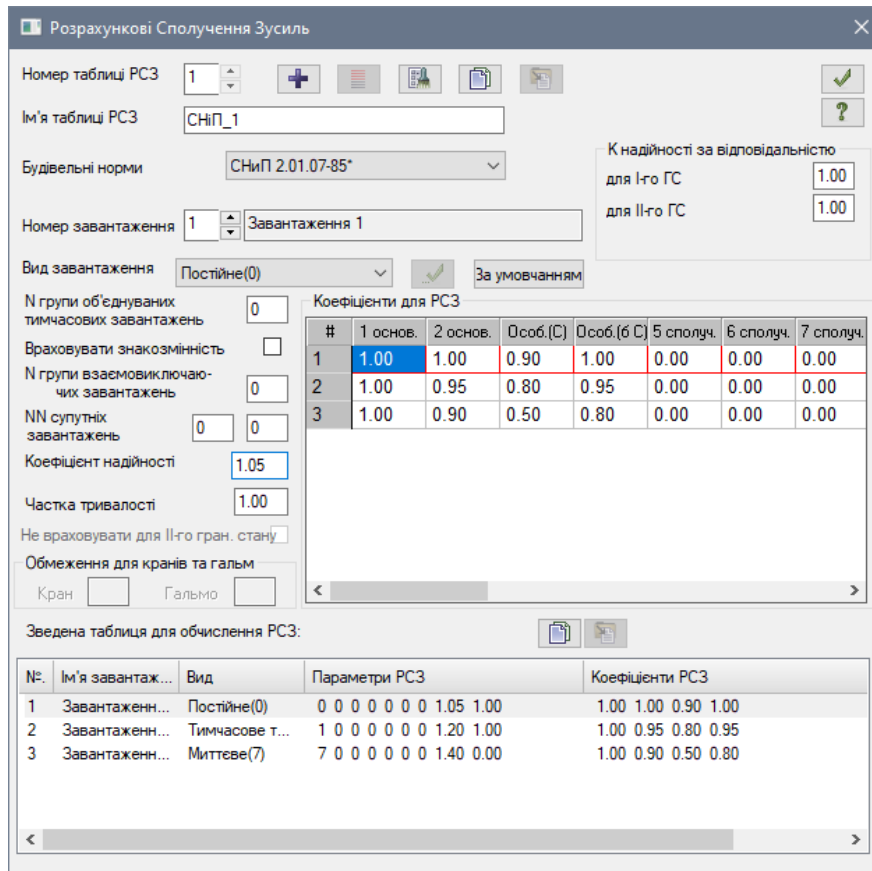 Розрахункові Сполучення Зусиль
Номер таблиці РСЗ 1
Ім'я таблиці РСЗ СНіП_1
Будівельні норми СНиП 2.01.07-85*
К надійності за відповідальністю
для І-го ГС 1.00
для ІІ-го ГС 1.00
Номер завантаження 1 Завантаження 1
Вид завантаження Постійне(0) За умовчанням
N групи об'єднуваних
тимчасових завантажень 0
Враховувати знакозмінність
N групи взаємовиключаю-
чих завантажень 0
NN супутніх
завантажень 0 0
Коефіцієнт надійності 1.05
Частка тривалості 1.00
Не враховувати для ІІ-го гран. стану
Обмеження для кранів та гальм
Кран Гальмо
Коефіцієнти для РСЗ
# 1 основ. 2 основ. Особ.(С) Особ.(б С) 5 сполуч. 6 сполуч. 7 сполуч.
1 1.00 1.00 0.90 1.00 0.00 0.00 0.00
2 1.00 0.95 0.80 0.95 0.00 0.00 0.00
3 1.00 0.90 0.50 0.80 0.00 0.00 0.00
Зведена таблиця для обчислення РСЗ:
№. Ім'я завантаж... Вид Параметри РСЗ Коефіцієнти РСЗ
1 Завантаженн... Постійне(0) 0 0 0 0 0 0 0 1.05 1.00 1.00 1.00 0.90 1.00
2 Завантаженн... Тимчасове т... 1 0 0 0 0 0 0 1.20 1.00 1.00 0.95 0.80 0.95
3 Завантаженн... Миттєве(7) 7 0 0 0 0 0 0 1.40 0.00 1.00 0.90 0.50 0.80